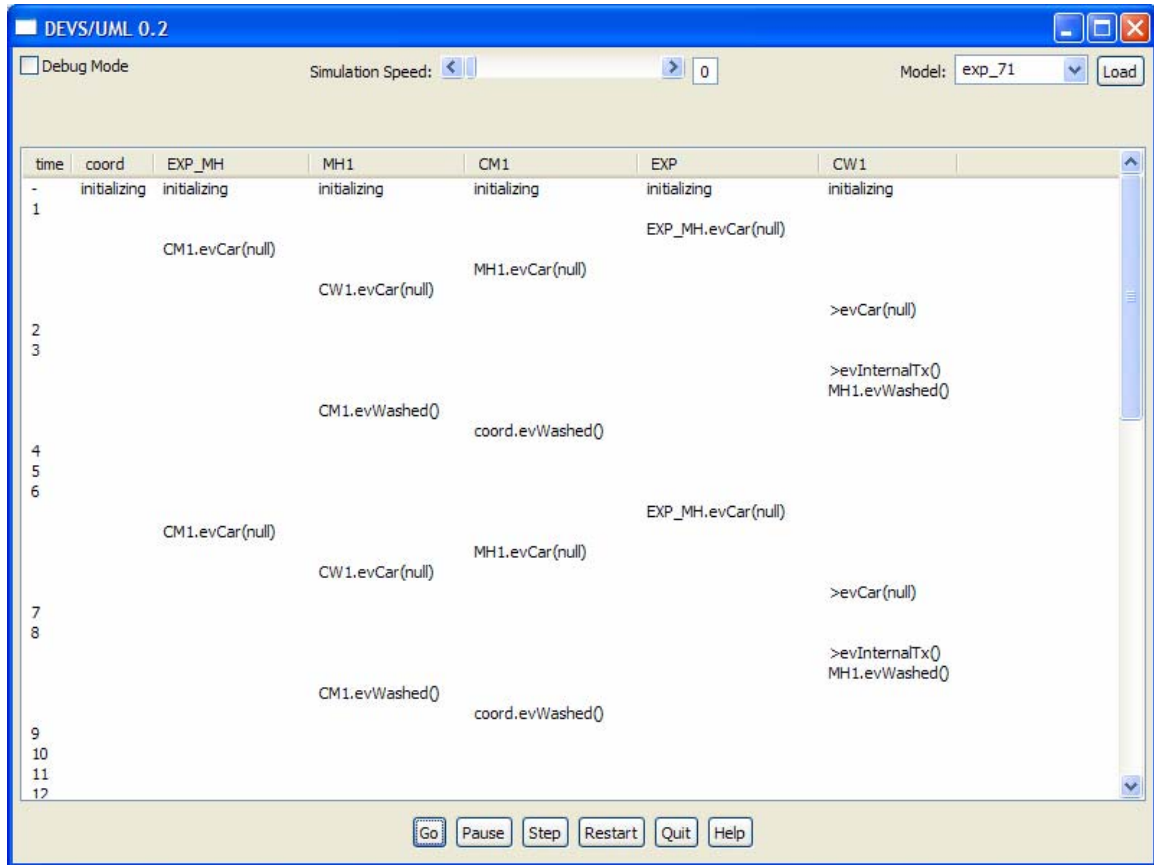 DEVS/UML 0.2
Debug Mode Simulation Speed: 0 Model: exp_71 Load
time coord EXP_MH MH1 CM1 EXP CW1
- initializing initializing initializing initializing initializing initializing
1
EXP_MH.evCar(null)
CM1.evCar(null)
MH1.evCar(null)
CW1.evCar(null)
>evCar(null)
2
3
>evInternalTx()
MH1.evWashed()
CM1.evWashed()
coord.evWashed()
4
5
6
EXP_MH.evCar(null)
CM1.evCar(null)
MH1.evCar(null)
CW1.evCar(null)
>evCar(null)
7
8
>evInternalTx()
MH1.evWashed()
CM1.evWashed()
coord.evWashed()
9
10
11
12
Go Pause Step Restart Quit Help